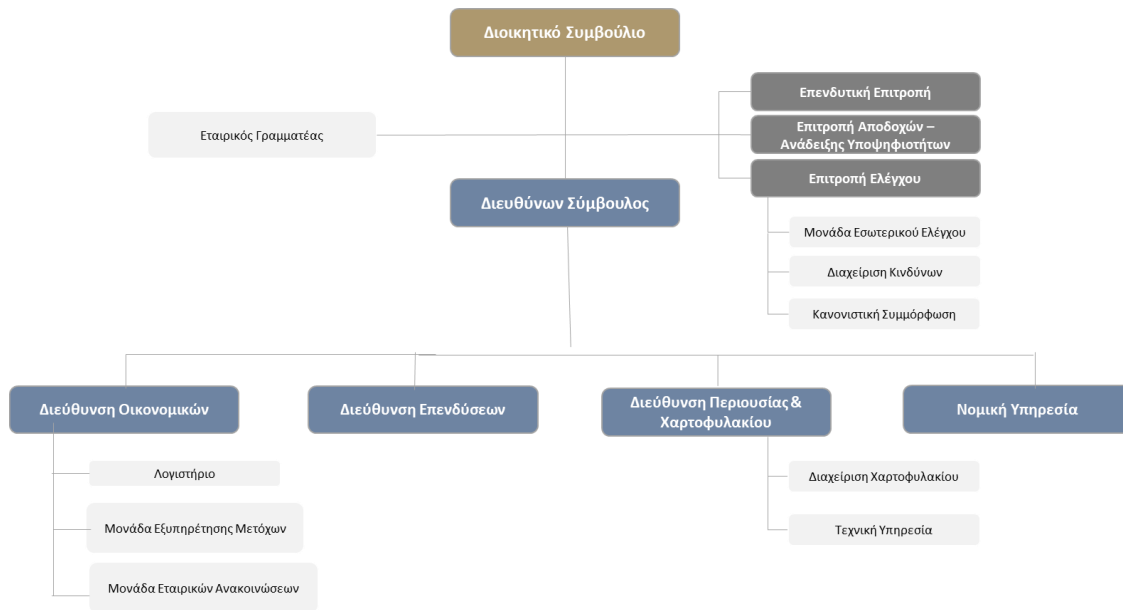 Διοικητικό Συμβούλιο
Επενδυτική Επιτροπή
Εταιρικός Γραμματέας
Επιτροπή Αποδοχών –
Ανάδειξης Υποψηφιοτήτων
Επιτροπή Ελέγχου
Διευθύνων Σύμβουλος
Μονάδα Εσωτερικού Ελέγχου
Διαχείριση Κινδύνων
Κανονιστική Συμμόρφωση
Διεύθυνση Οικονομικών
Διεύθυνση Επενδύσεων
Διεύθυνση Περιουσίας &
Χαρτοφυλακίου
Νομική Υπηρεσία
Λογιστήριο
Μονάδα Εξυπηρέτησης Μετόχων
Μονάδα Εταιρικών Ανακοινώσεων
Διαχείριση Χαρτοφυλακίου
Τεχνική Υπηρεσία